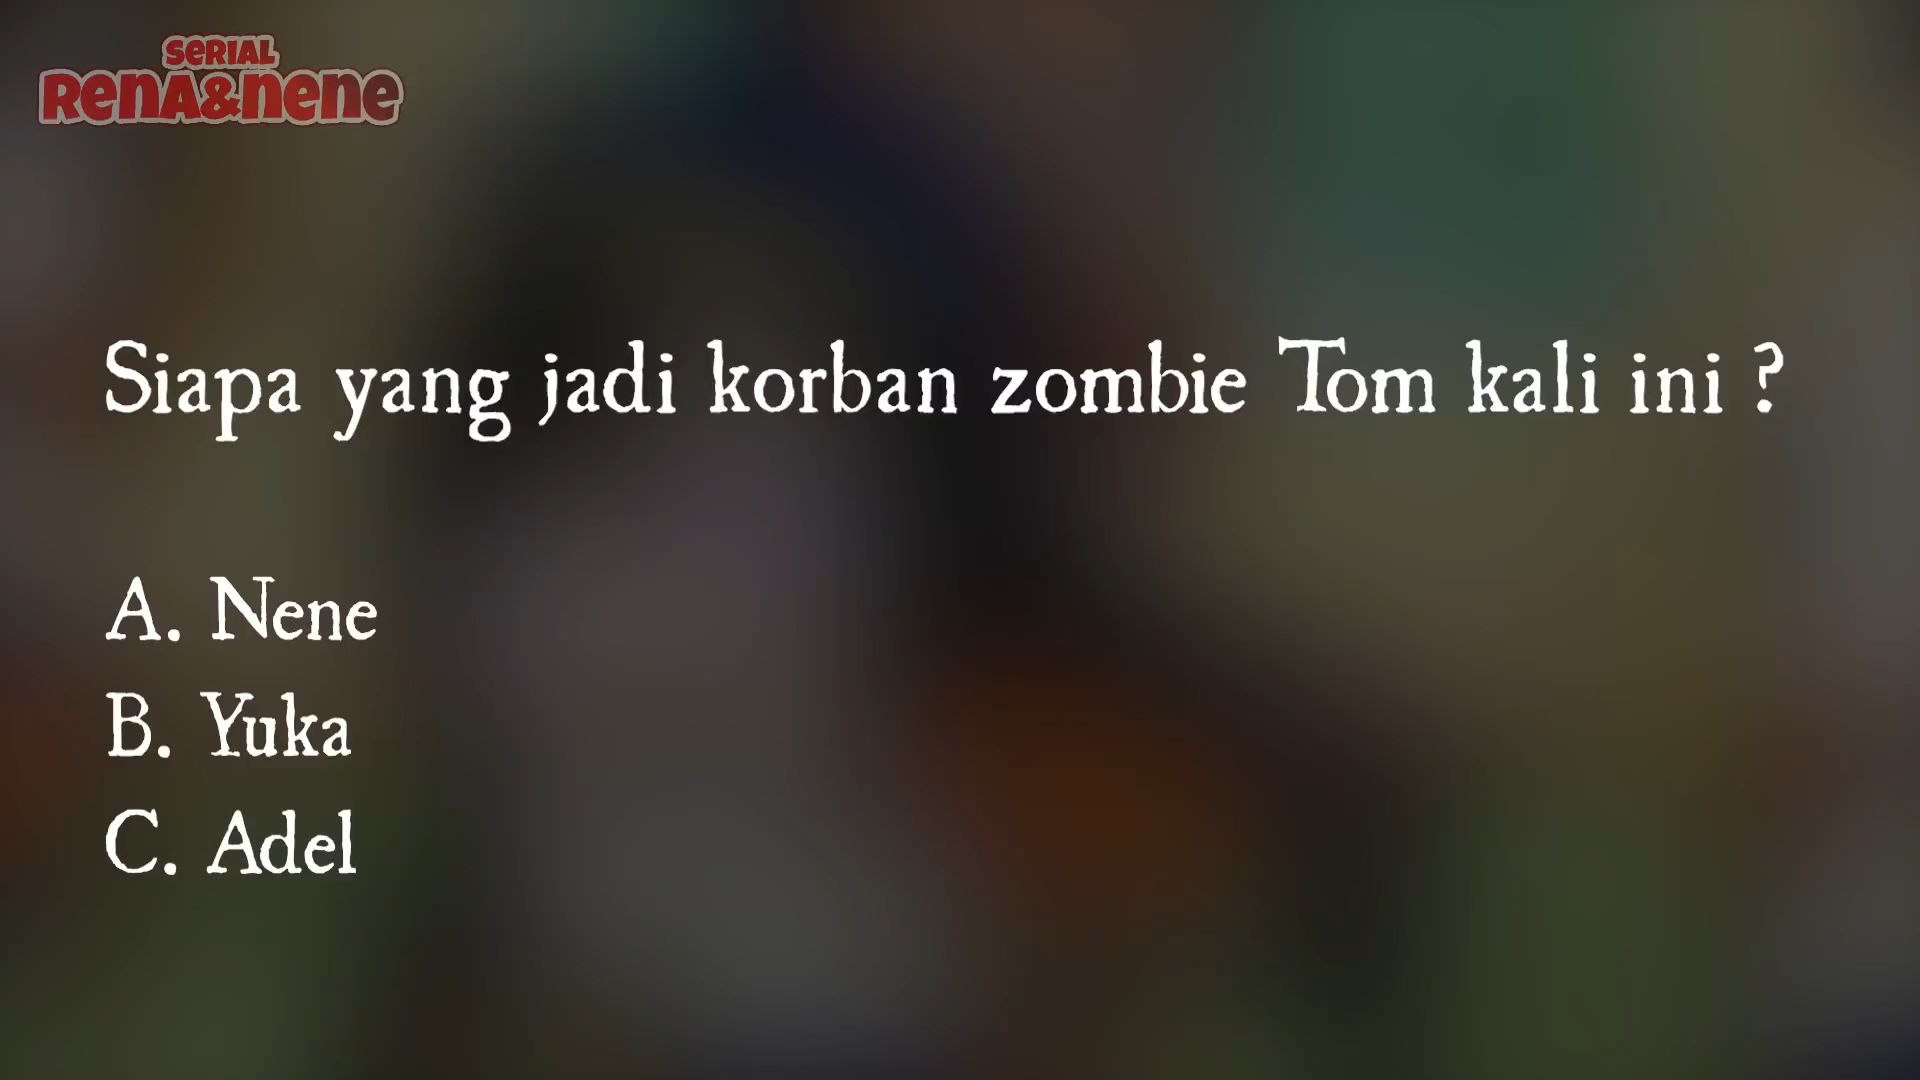 SERIAL
RENA&NENE
Siapa yang jadi korban zombie Tom kali ini ?
A. Nene
B. Yuka
C. Adel